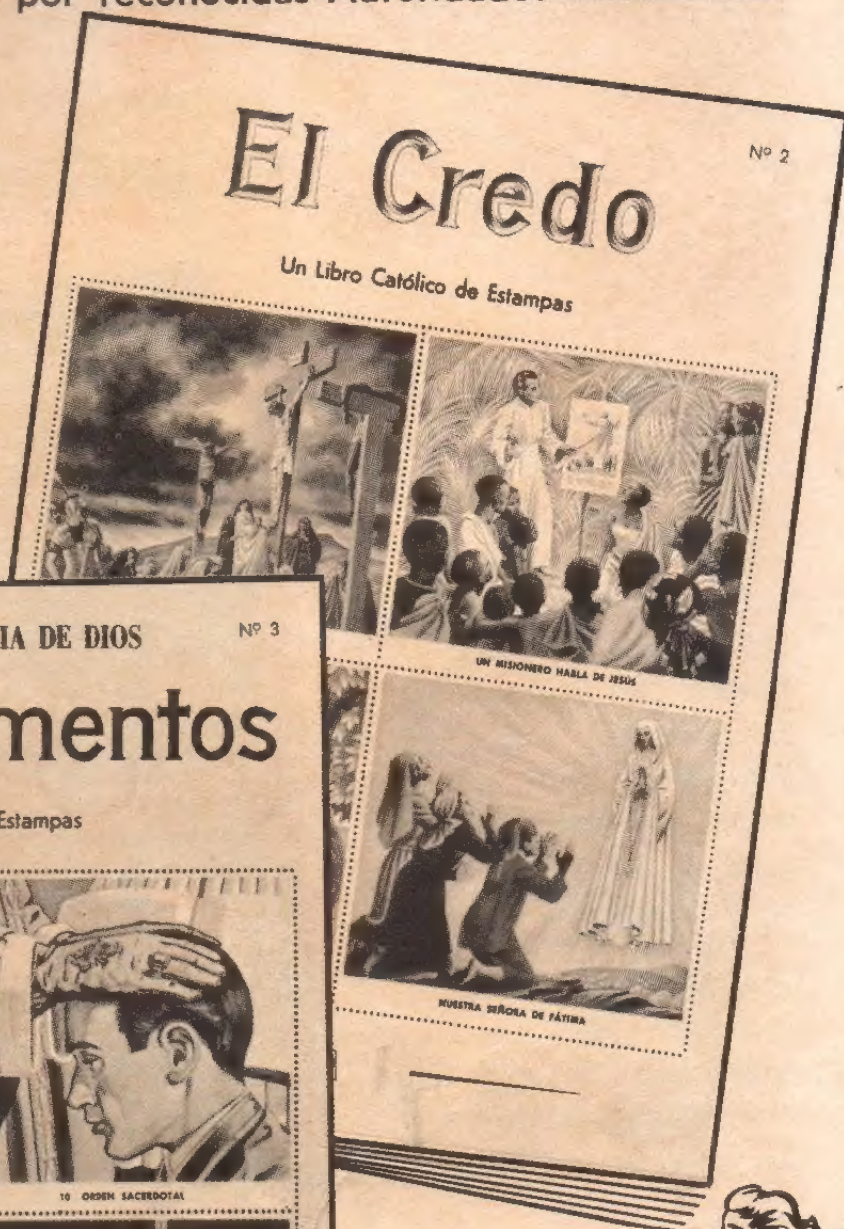 por reconocidas
El Credo
Nº 2
Un Libro Católico de Estampas
UN MISIONERO HABLA DE JESÚS
NUESTRA SEÑORA DE FÁTIMA
IA DE DIOS
Nº 3
mentos
Estampas
10 ORDEN SACERDOTAL